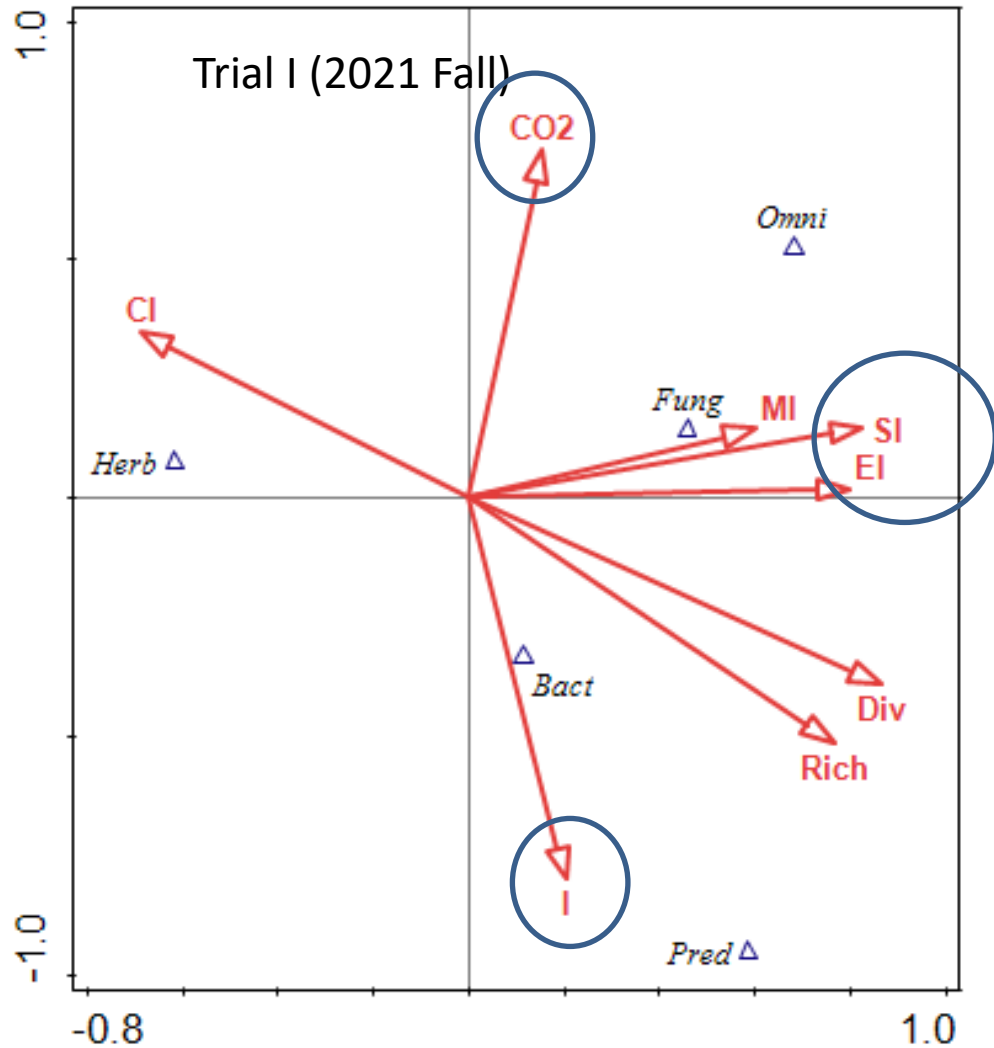 1.0
Trial I (2021 Fall)
CO2
Omni
CI
Fung
MI
SI
Herb
EI
Bact
Div
Rich
I
Pred
-1.0
-0.8
1.0